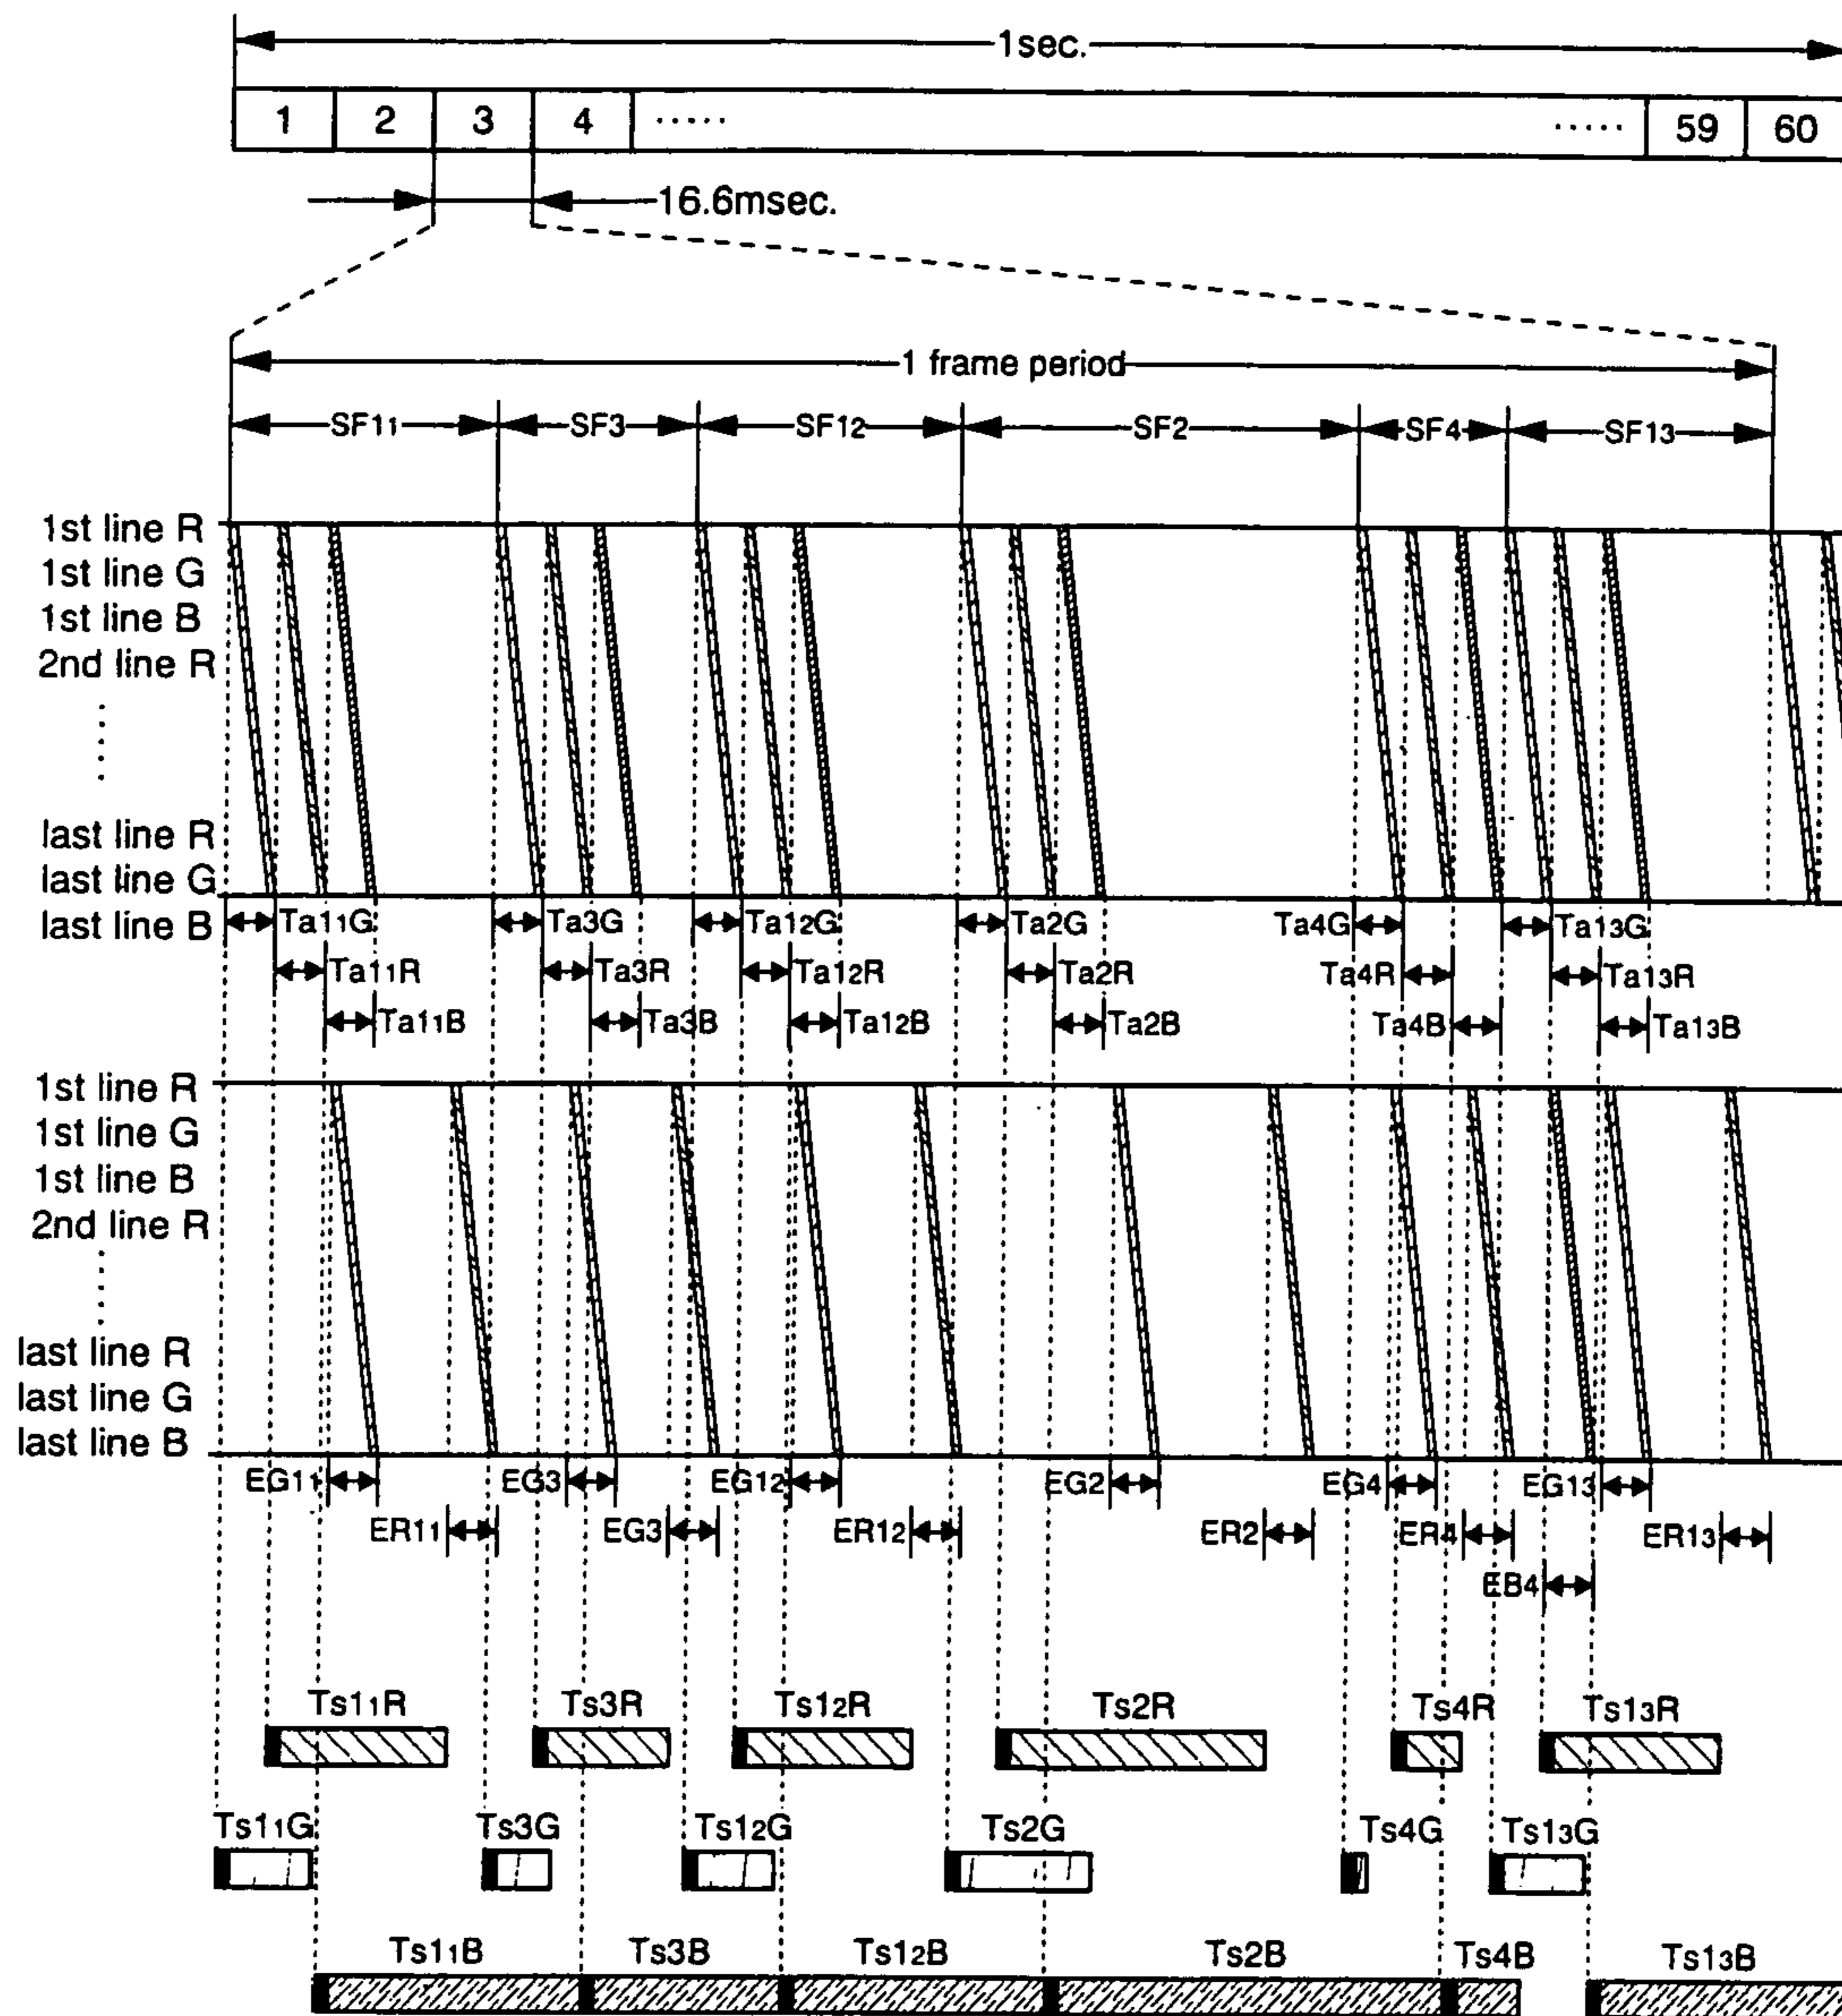 1sec.
1 2 3 4 ····· ····· 59 60
16.6msec.
1 frame period
SF11 SF3 SF12 SF2 SF4 SF13
1st line R
1st line G
1st line B
2nd line R
last line R
last line G
last line B
Ta11G Ta3G Ta12G Ta2G Ta4G Ta13G
Ta11R Ta3R Ta12R Ta2R Ta4R Ta13R
Ta11B Ta3B Ta12B Ta2B Ta4B Ta13B
1st line R
1st line G
1st line B
2nd line R
last line R
last line G
last line B
EG11 EG3 EG12 EG2 EG4 EG13
ER11 EG3 ER12 ER2 ER4 ER13
EB4
Ts11R Ts3R Ts12R Ts2R Ts4R Ts13R
Ts11G Ts3G Ts12G Ts2G Ts4G Ts13G
Ts11B Ts3B Ts12B Ts2B Ts4B Ts13B